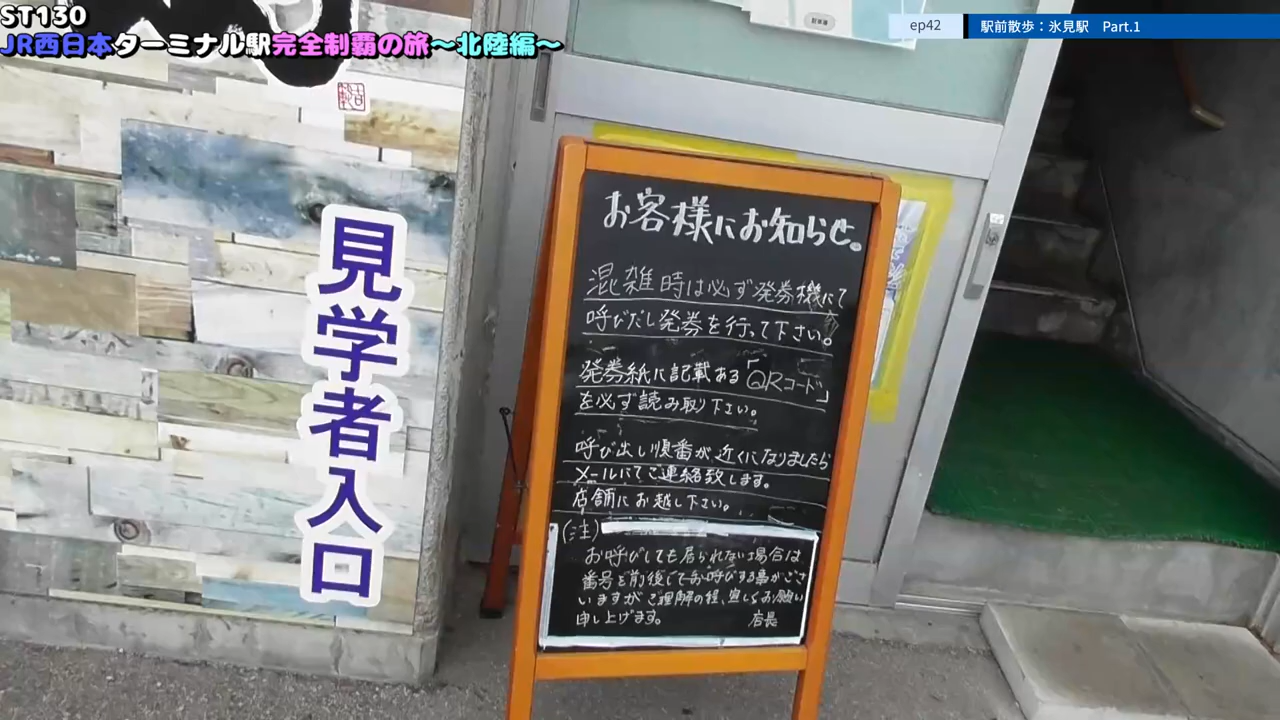 ST130
JR西日本ターミナル駅完全制覇の旅～北陸編～
ep42
駅前散歩：氷見駅 Part.1
見学者入口
お客様にお知らせ。
混雑時は必ず発券機にて
呼びだし発券を行って下さい。
発券紙に記載ある「QRコード」
を必ず読み取り下さい。
呼び出し順番が近くになりましたら
メールにてご連絡致します。
店舗にお越し下さい。
(注)
お呼びしても居られない場合は
番号を前後してお呼びする事がござ
いますがご理解の程、宜しくお願い
申し上げます。 店長